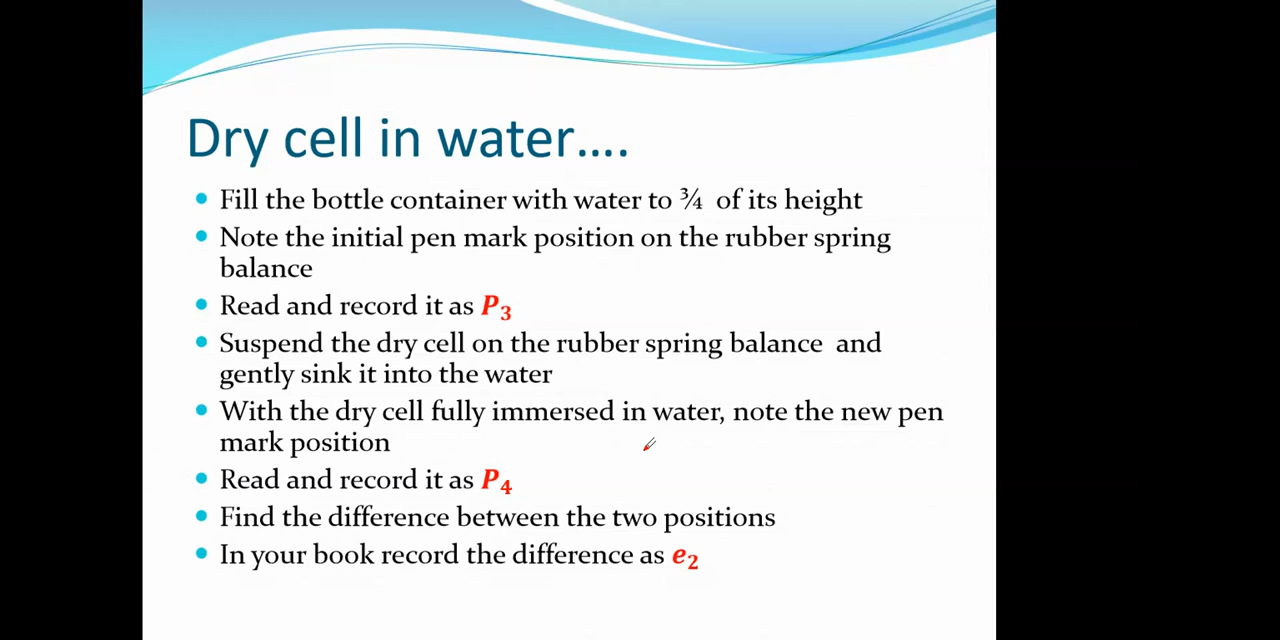 Dry cell in water….
• Fill the bottle container with water to ¾ of its height
• Note the initial pen mark position on the rubber spring
balance
• Read and record it as P₃
• Suspend the dry cell on the rubber spring balance and
gently sink it into the water
• With the dry cell fully immersed in water, note the new pen
mark position
• Read and record it as P₄
• Find the difference between the two positions
• In your book record the difference as e₂